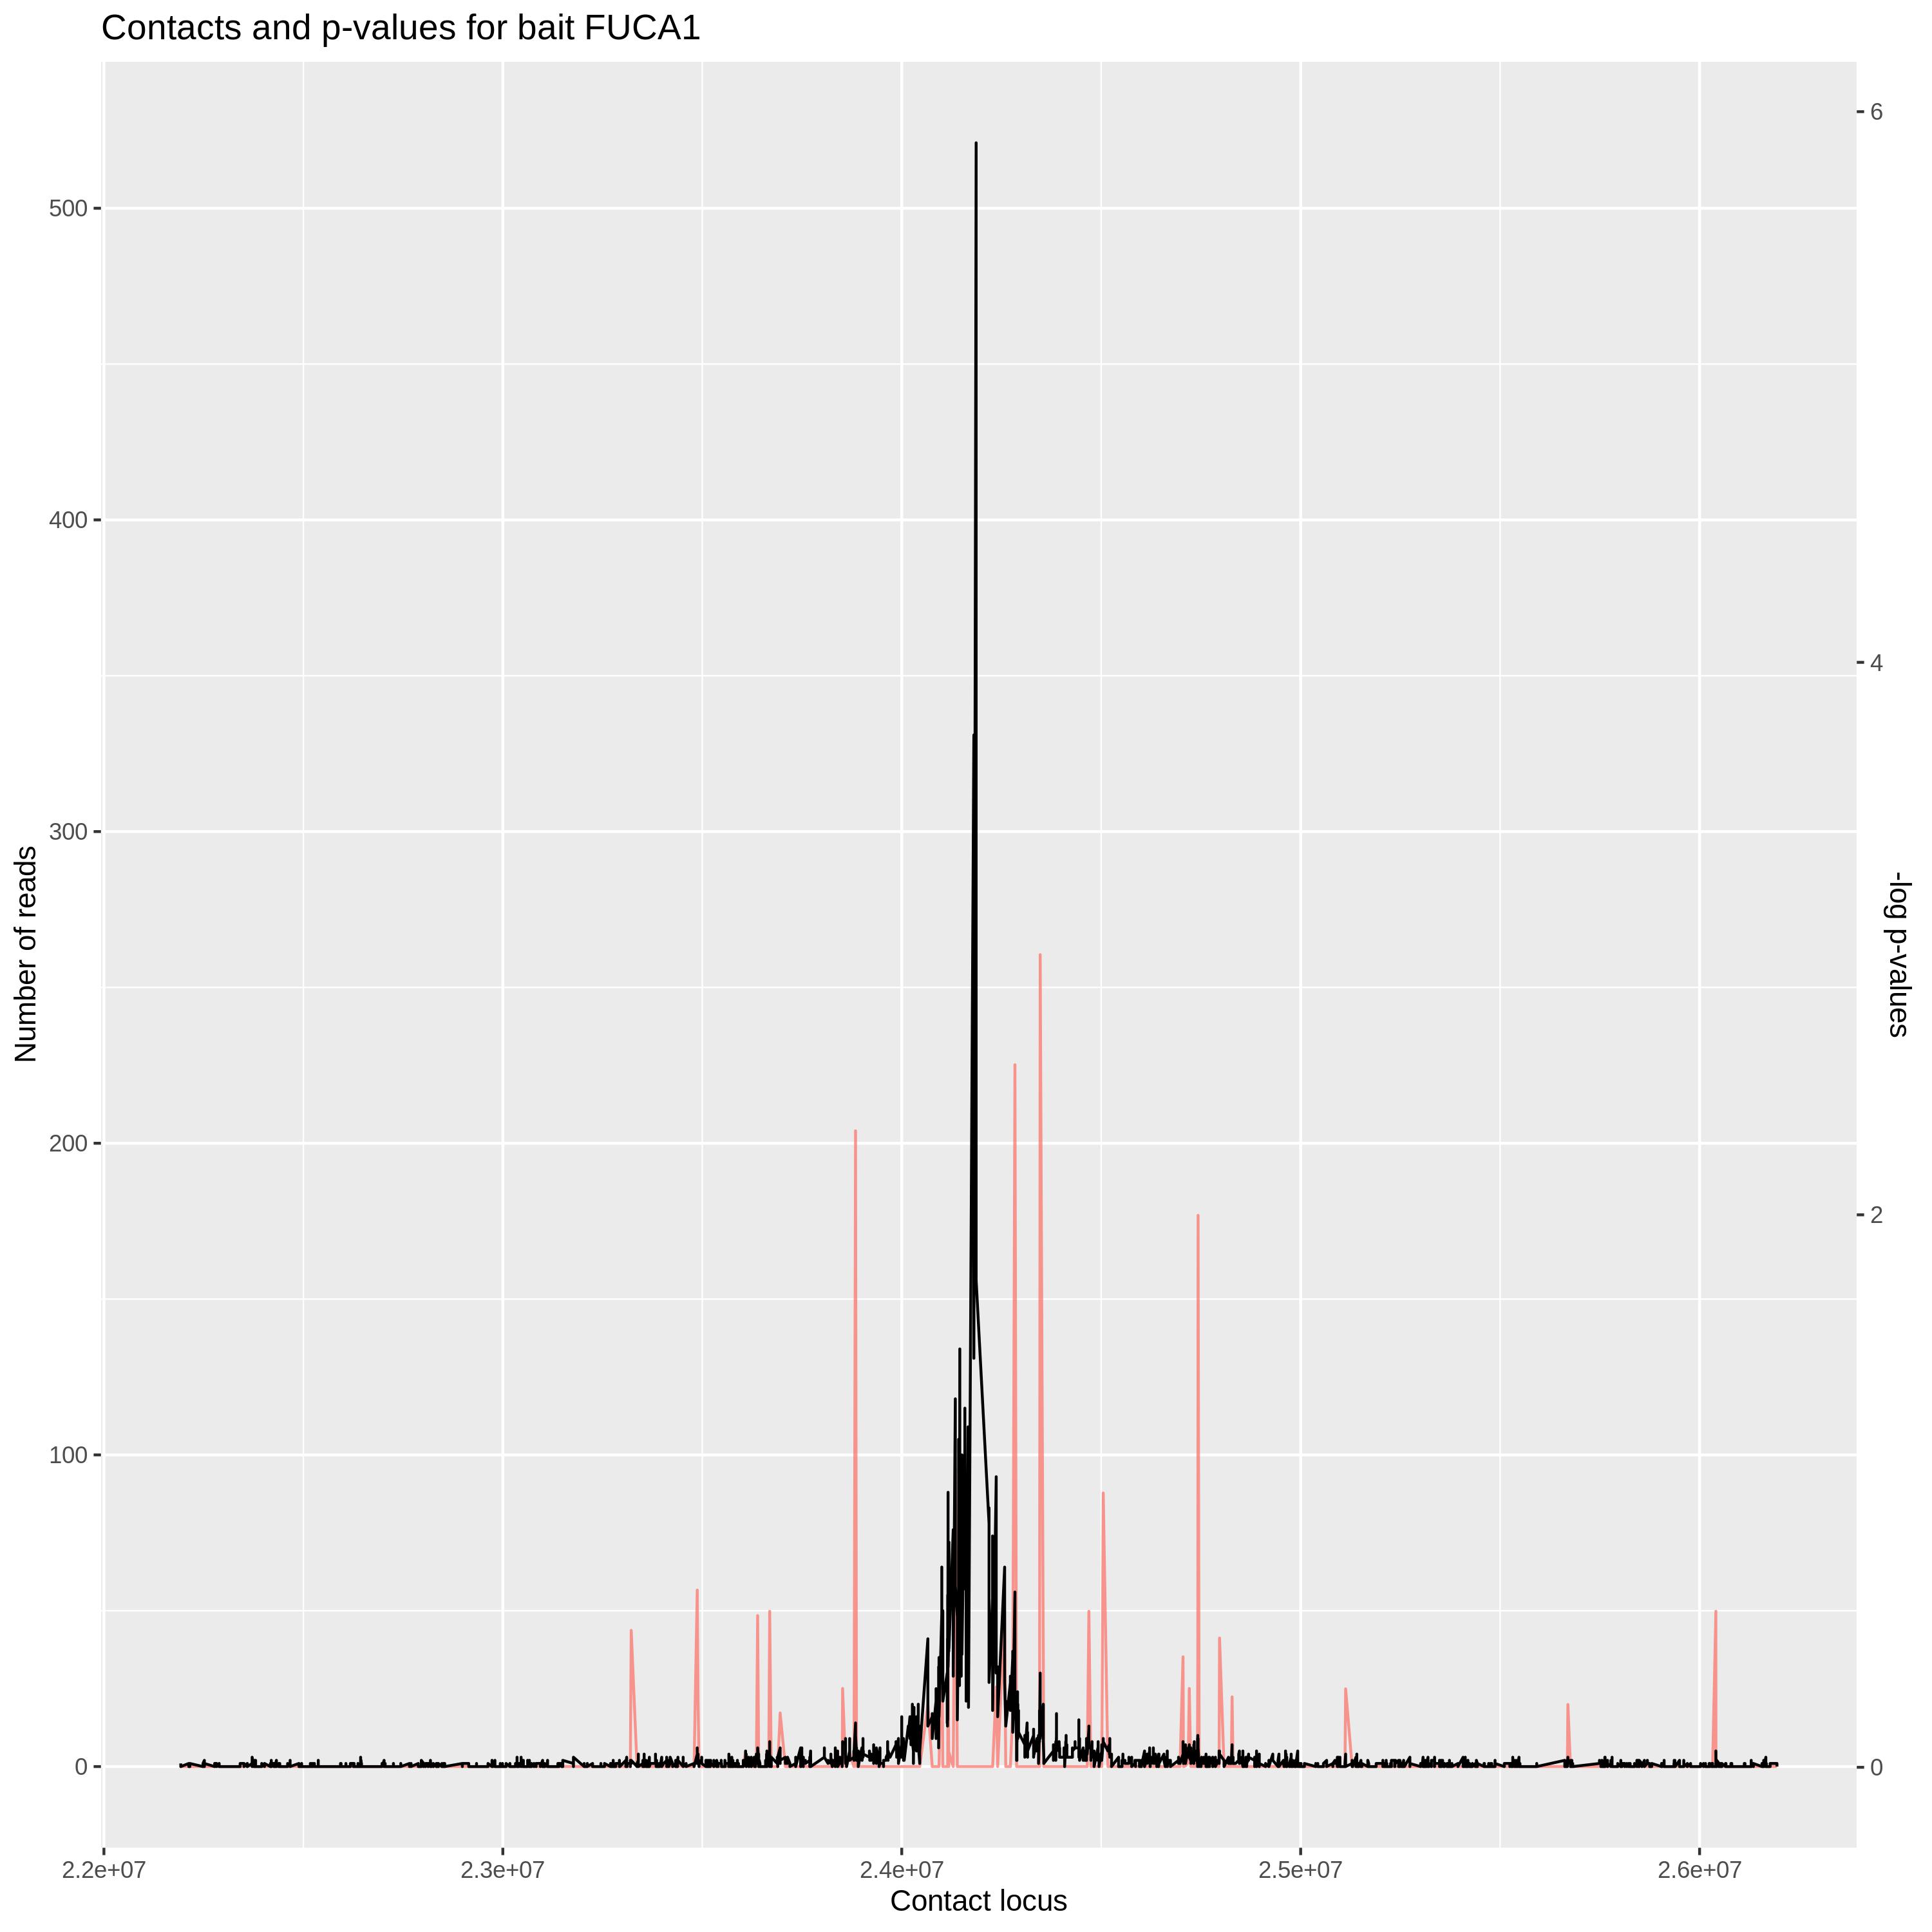 Contacts and p-values for bait FUCA1
6
500
4
400
300
Number of reads
-log p-values
200
2
100
0
0
2.2e+07
2.3e+07
2.4e+07
2.5e+07
2.6e+07
Contact locus